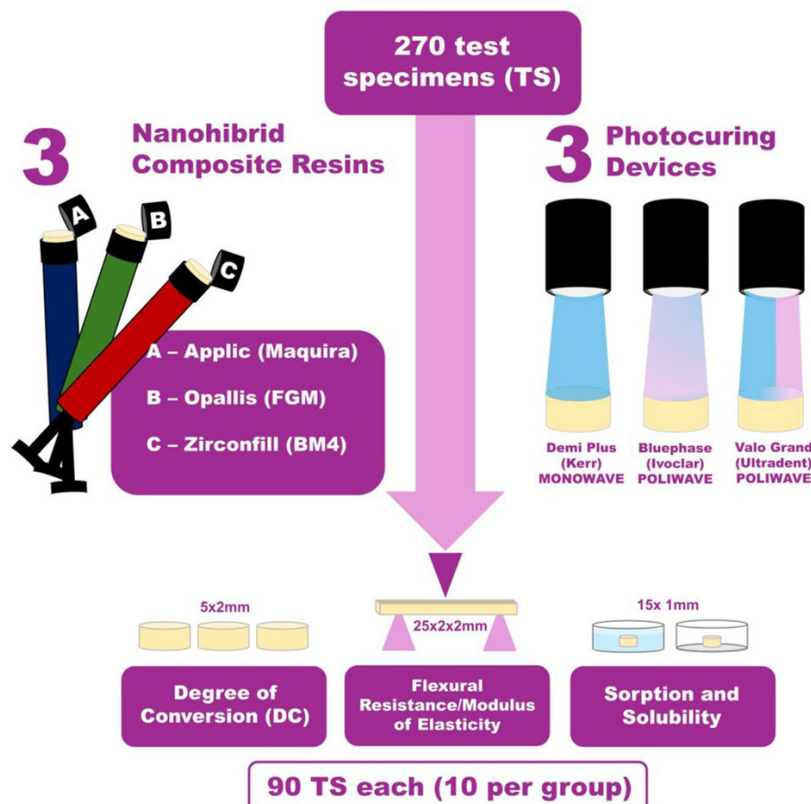 270 test
specimens (TS)
3
Nanohibrid
Composite Resins
A
B
C
A – Applic (Maquira)
B – Opallis (FGM)
C – Zirconfill (BM4)
3
Photocuring
Devices
Demi Plus
(Kerr)
MONOWAVE
Bluephase
(Ivoclar)
POLIWAVE
Valo Grand
(Ultradent)
POLIWAVE
5x2mm
25x2x2mm
15x 1mm
Degree of
Conversion (DC)
Flexural
Resistance/Modulus
of Elasticity
Sorption and
Solubility
90 TS each (10 per group)